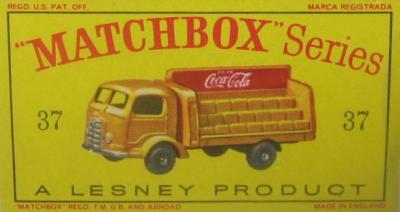 REGD. U.S. PAT. OFF. MARCA REGISTRADA
"MATCHBOX" Series
DRINK
Coca-Cola
37 37
A LESNEY PRODUCT
"MATCHBOX" REGD. T.M. G.B. AND ABROAD MADE IN ENGLAND